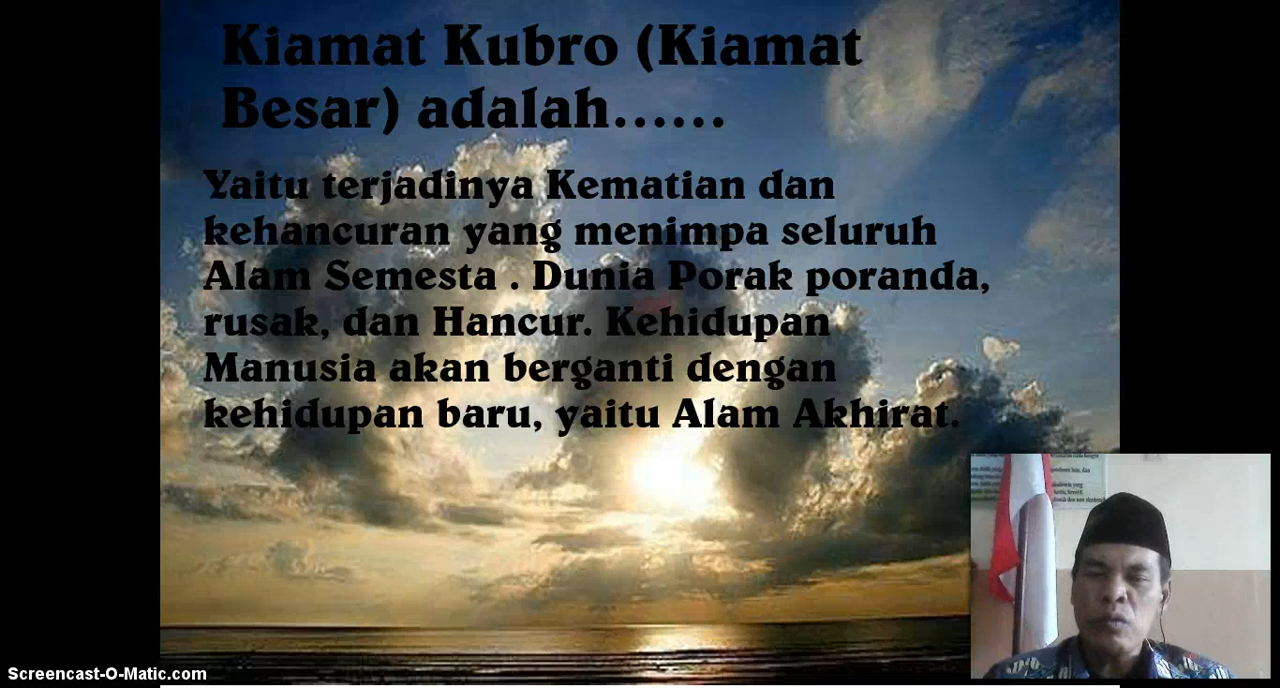 Kiamat Kubro (Kiamat
Besar) adalah......
Yaitu terjadinya Kematian dan
kehancuran yang menimpa seluruh
Alam Semesta . Dunia Porak poranda,
rusak, dan Hancur. Kehidupan
Manusia akan berganti dengan
kehidupan baru, yaitu Alam Akhirat.
Screencast-O-Matic.com